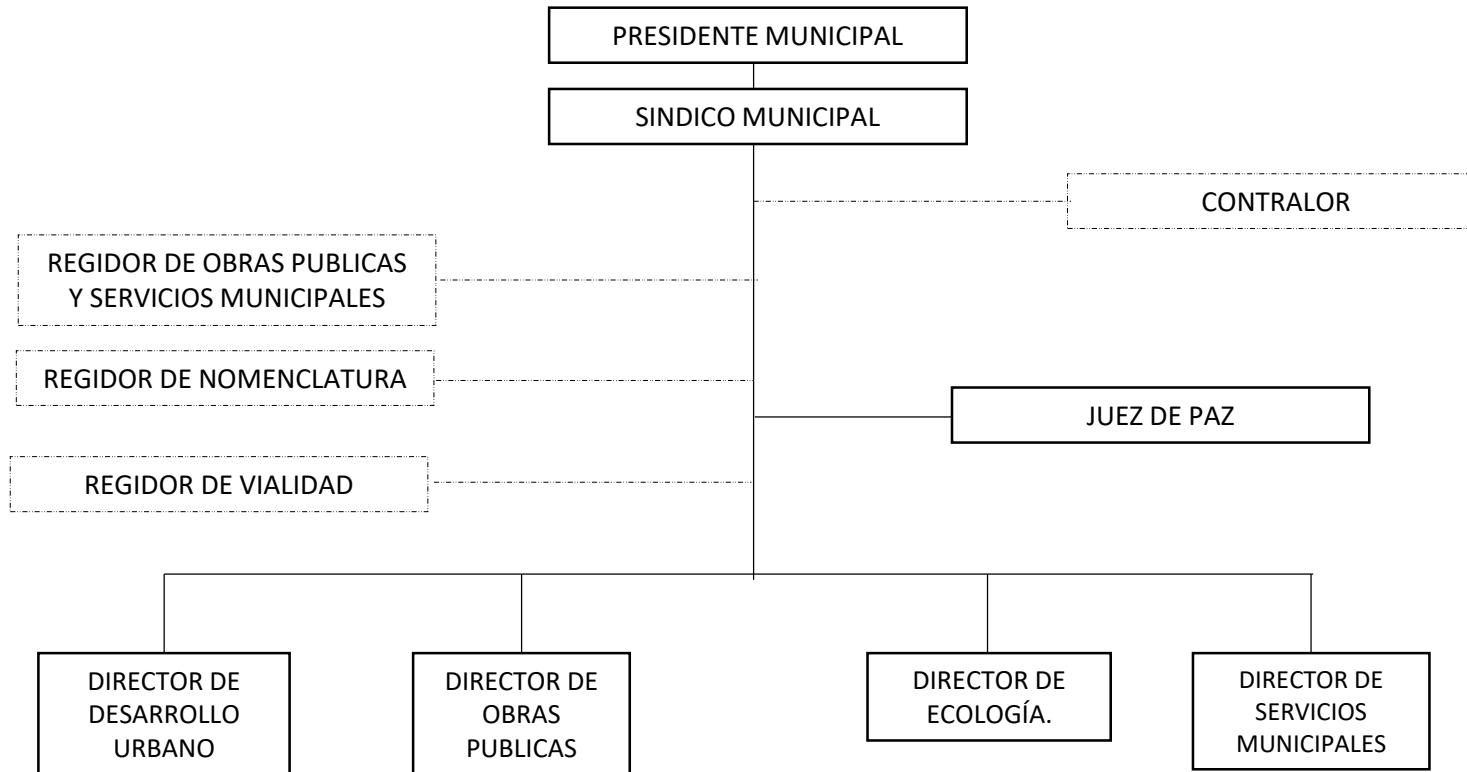 PRESIDENTE MUNICIPAL
SINDICO MUNICIPAL
CONTRALOR
REGIDOR DE OBRAS PUBLICAS
Y SERVICIOS MUNICIPALES
REGIDOR DE NOMENCLATURA
JUEZ DE PAZ
REGIDOR DE VIALIDAD
DIRECTOR DE
DESARROLLO
URBANO
DIRECTOR DE
OBRAS
PUBLICAS
DIRECTOR DE
ECOLOGÍA.
DIRECTOR DE
SERVICIOS
MUNICIPALES